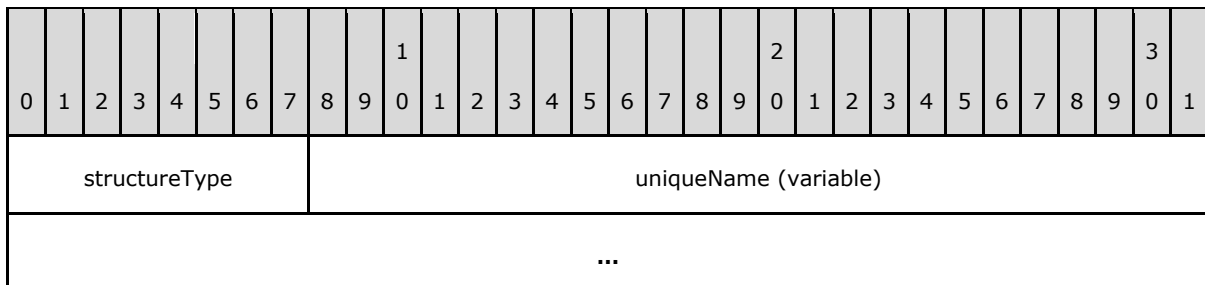 1 2 3
0 1 2 3 4 5 6 7 8 9 0 1 2 3 4 5 6 7 8 9 0 1 2 3 4 5 6 7 8 9 0 1
structureType uniqueName (variable)
...